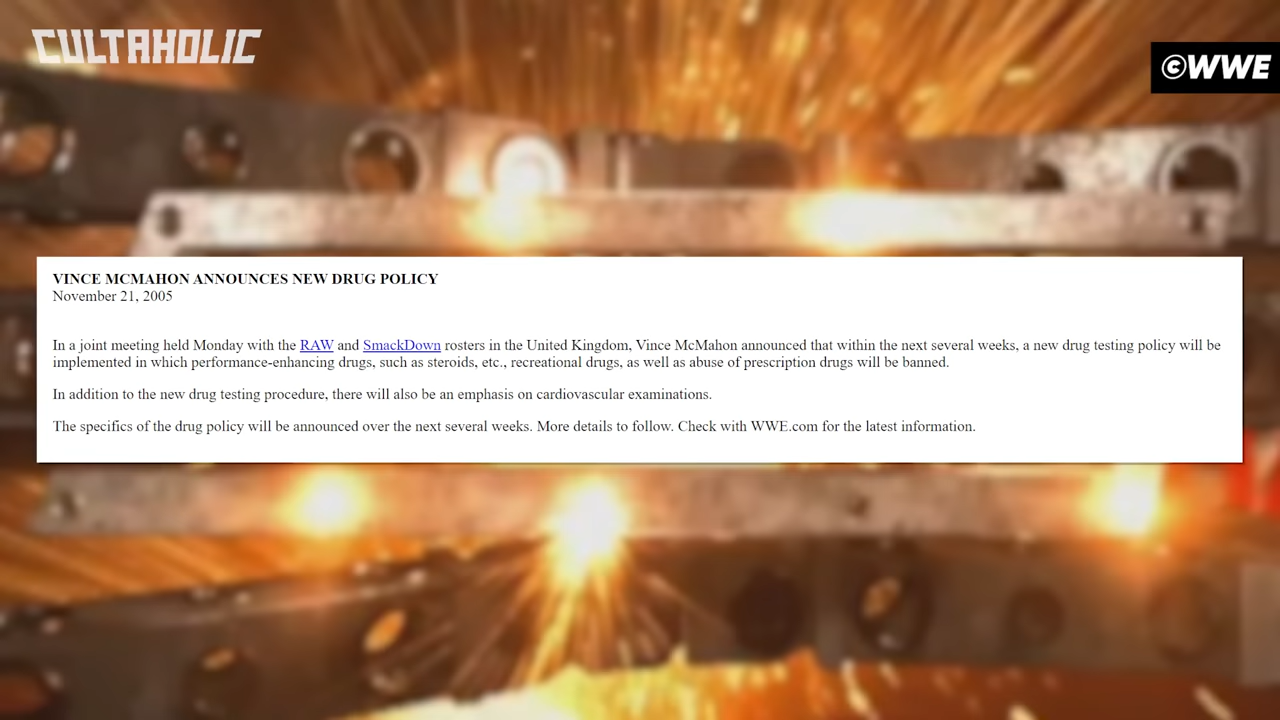 CULTAHOLIC
©WWE
VINCE MCMAHON ANNOUNCES NEW DRUG POLICY
November 21, 2005
In a joint meeting held Monday with the RAW and SmackDown rosters in the United Kingdom, Vince McMahon announced that within the next several weeks, a new drug testing policy will be
implemented in which performance-enhancing drugs, such as steroids, etc., recreational drugs, as well as abuse of prescription drugs will be banned.
In addition to the new drug testing procedure, there will also be an emphasis on cardiovascular examinations.
The specifics of the drug policy will be announced over the next several weeks. More details to follow. Check with WWE.com for the latest information.